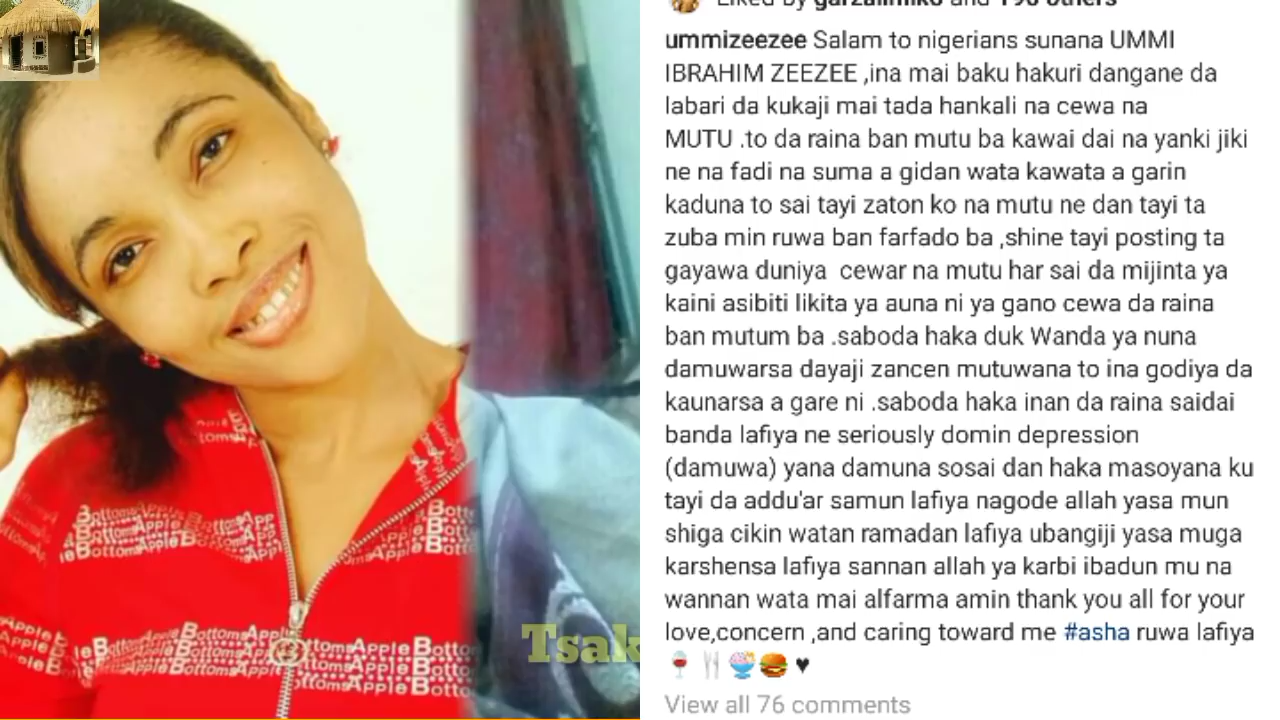 Liked by and others
ummizeezee Salam to nigerians sunana UMMI
IBRAHIM ZEEZEE ,ina mai baku hakuri dangane da
labari da kukaji mai tada hankali na cewa na
MUTU .to da raina ban mutu ba kawai dai na yanki jiki
ne na fadi na suma a gidan wata kawata a garin
kaduna to sai tayi zaton ko na mutu ne dan tayi ta
zuba min ruwa ban farfado ba ,shine tayi posting ta
gayawa duniya cewar na mutu har sai da mijinta ya
kaini asibiti likita ya auna ni ya gano cewa da raina
ban mutum ba .saboda haka duk Wanda ya nuna
damuwarsa dayaji zancen mutuwana to ina godiya da
kaunarsa a gare ni .saboda haka inan da raina saidai
banda lafiya ne seriously domin depression
(damuwa) yana damuna sosai dan haka masoyana ku
tayi da addu'ar samun lafiya nagode allah yasa mun
shiga cikin watan ramadan lafiya ubangiji yasa muga
karshensa lafiya sannan allah ya karbi ibadun mu na
wannan wata mai alfarma amin thank you all for your
love,concern ,and caring toward me #asha ruwa lafiya
🍷🍴🍧🍔♥
View all 76 comments
Tsak